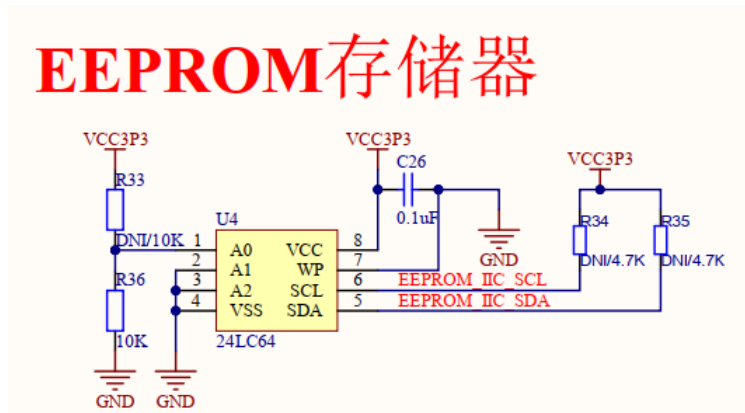 EEPROM存储器
VCC3P3
VCC3P3
VCC3P3
R33
C26
0.1uF
GND
R34
R35
DNI/10K
DNI/4.7K
DNI/4.7K
U4
1 A0 VCC 8
2 A1 WP 7
3 A2 SCL 6 EEPROM_IIC_SCL
4 VSS SDA 5 EEPROM_IIC_SDA
24LC64
R36
10K
GND
GND